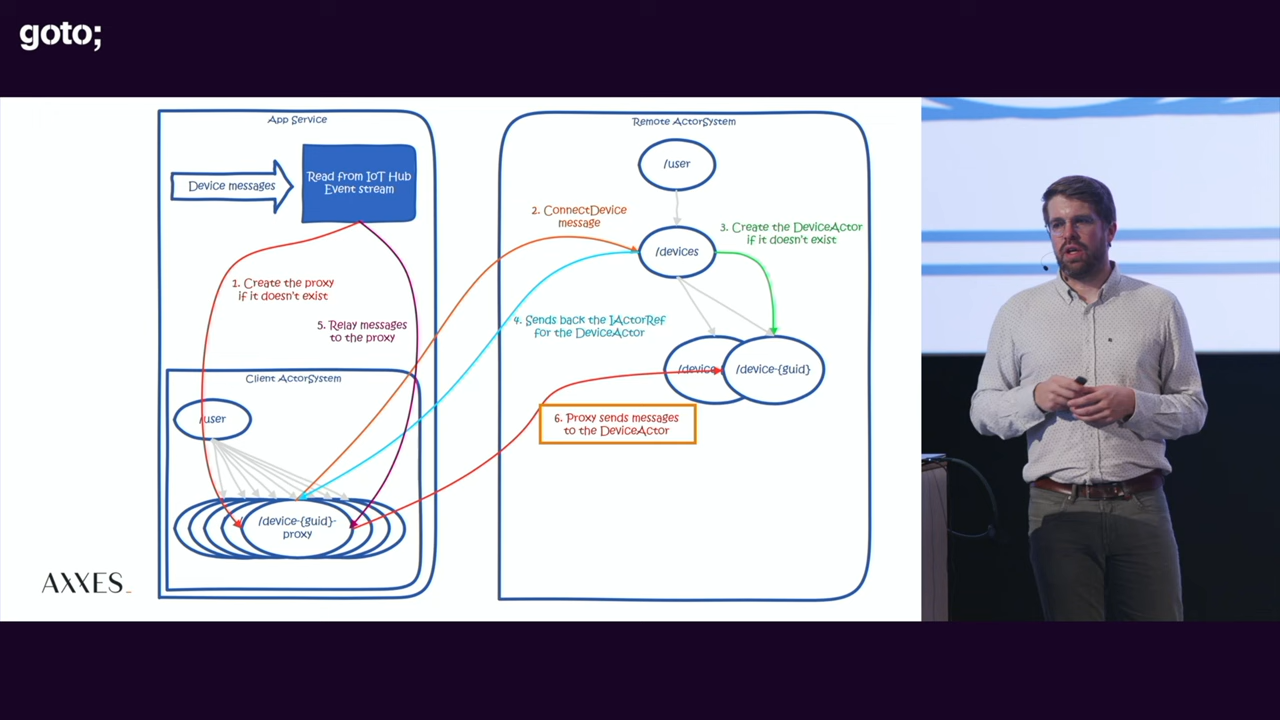 goto;
App Service
Device messages
Read from IoT Hub
Event stream
1. Create the proxy
if it doesn't exist
5. Relay messages
to the proxy
Client ActorSystem
/user
/device-{guid}-
proxy
Remote ActorSystem
/user
2. ConnectDevice
message
/devices
3. Create the DeviceActor
if it doesn't exist
4. Sends back the IActorRef
for the DeviceActor
/device
/device-{guid}
6. Proxy sends messages
to the DeviceActor
AXXES_